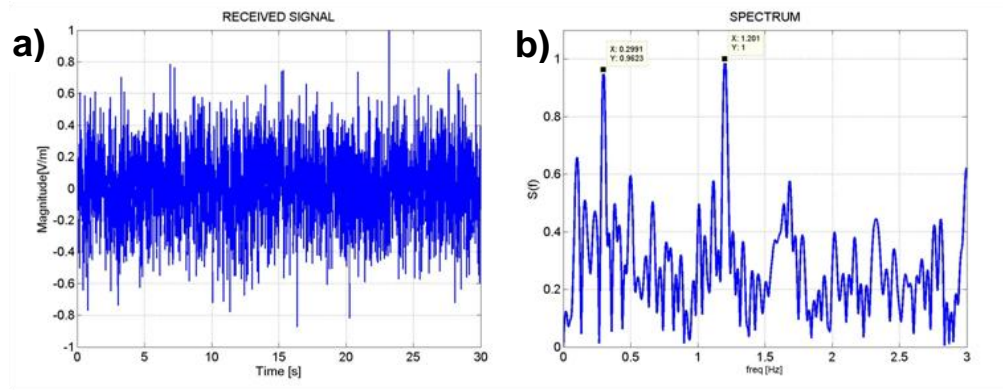 a)
RECEIVED SIGNAL
Magnitude[V/m]
1
0.8
0.6
0.4
0.2
0
-0.2
-0.4
-0.6
-0.8
-1
0 5 10 15 20 25 30
Time [s]
b)
SPECTRUM
X: 0.2991
Y: 0.9623
X: 1.201
Y: 1
S(f)
1
0.8
0.6
0.4
0.2
0
0 0.5 1 1.5 2 2.5 3
freq [Hz]